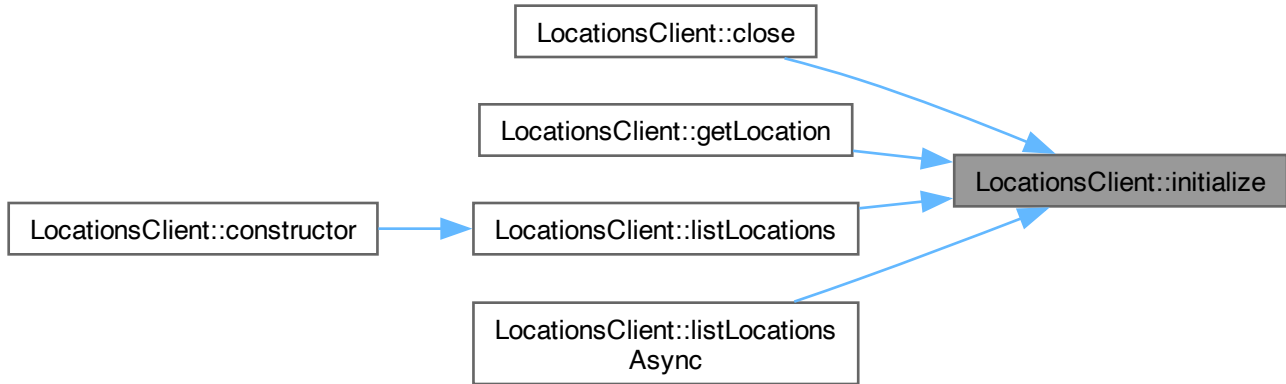 LocationsClient::close
LocationsClient::getLocation
LocationsClient::initialize
LocationsClient::constructor
LocationsClient::listLocations
LocationsClient::listLocations
Async